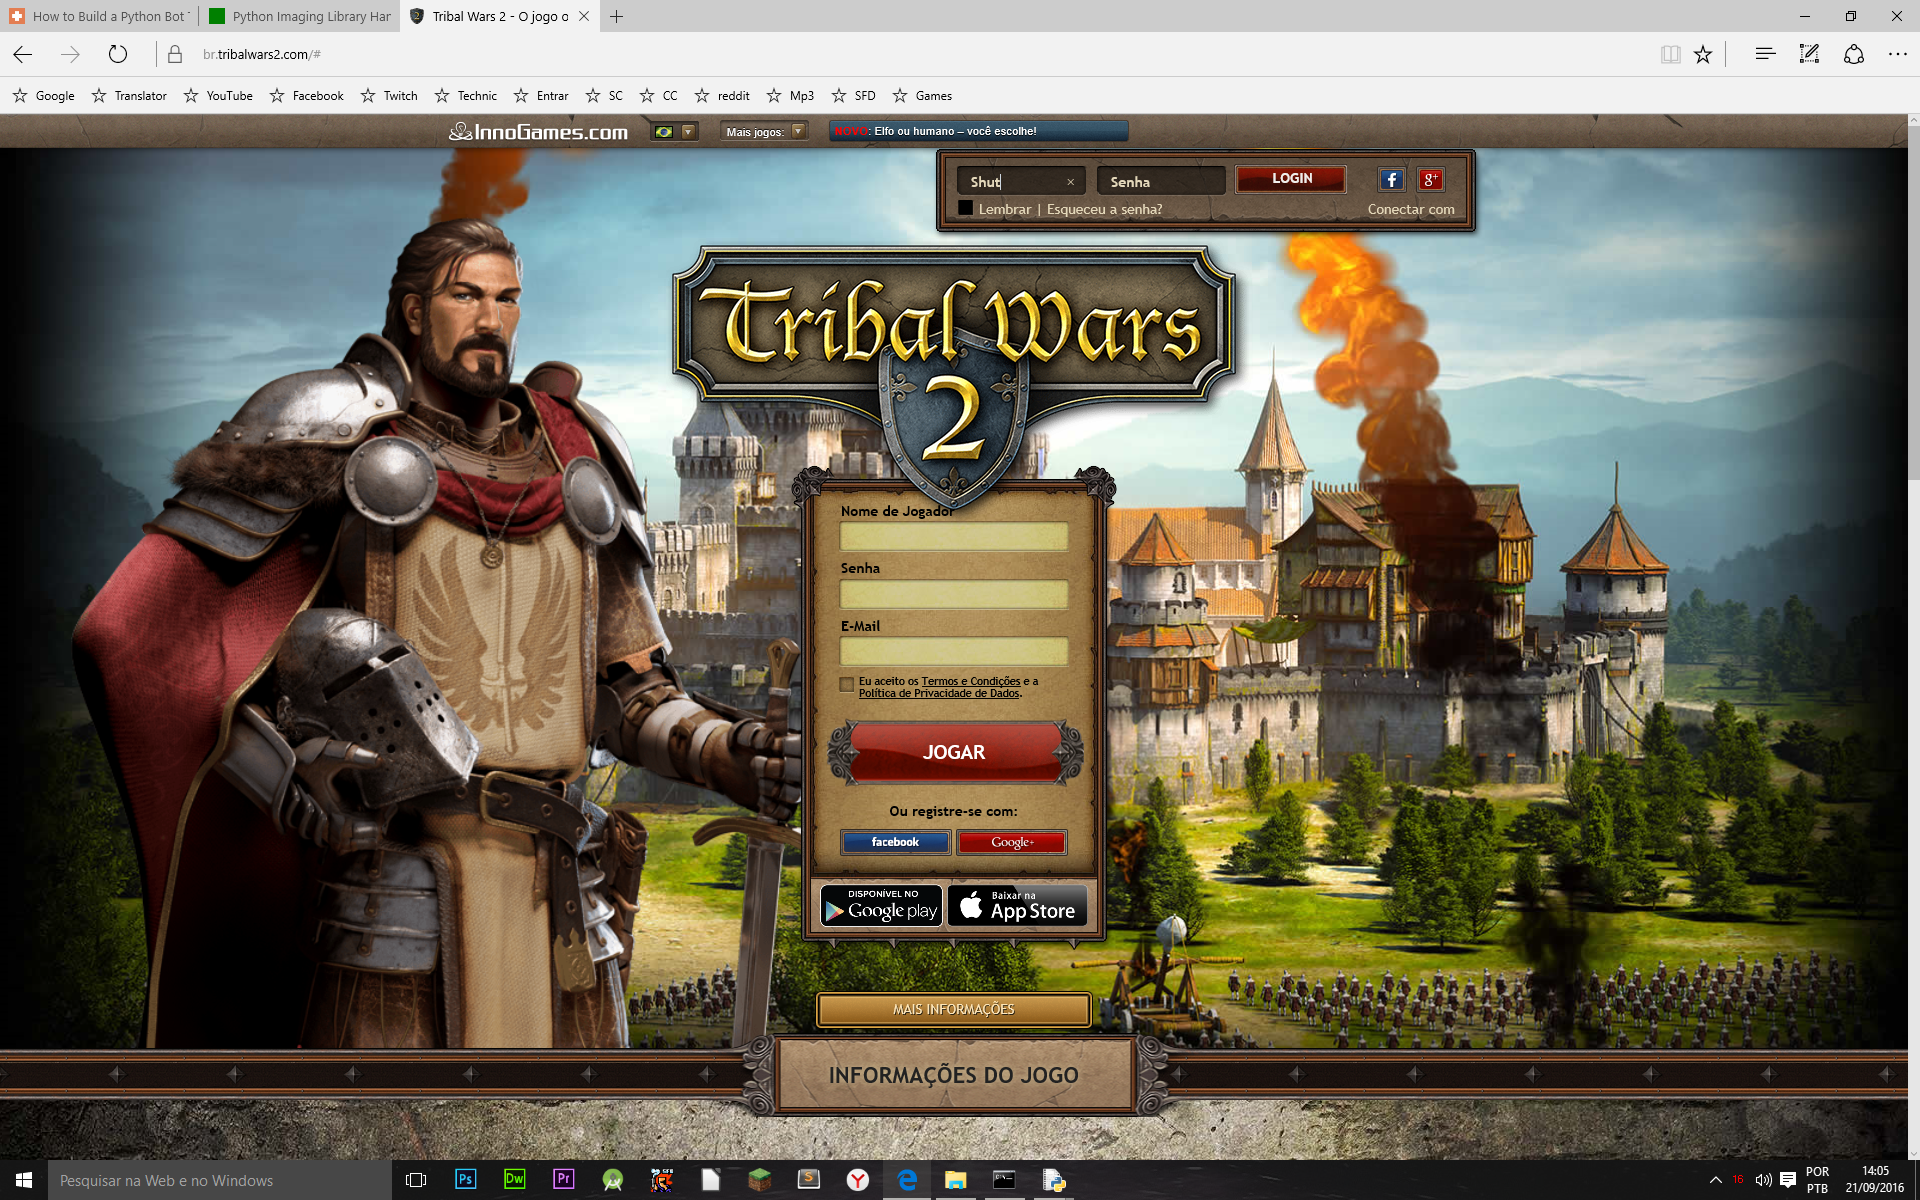 How to Build a Python Bot
Python Imaging Library Har
Tribal Wars 2 - O jogo o
br.tribalwars2.com/#
Google Translator YouTube Facebook Twitch Technic Entrar SC CC reddit Mp3 SFD Games
InnoGames.com
Mais jogos:
NOVO: Elfo ou humano – você escolhe!
Shut
Senha
LOGIN
f
g+
Lembrar | Esqueceu a senha?
Conectar com
Tribal Wars
2
Nome de Jogador
Senha
E-Mail
Eu aceito os Termos e Condições e a
Política de Privacidade de Dados.
JOGAR
Ou registre-se com:
facebook
Google+
DISPONÍVEL NO
Google play
Baixar na
App Store
MAIS INFORMAÇÕES
INFORMAÇÕES DO JOGO
Pesquisar na Web e no Windows
Ps
Dw
Pr
S
Y
16
POR
PTB
14:05
21/09/2016